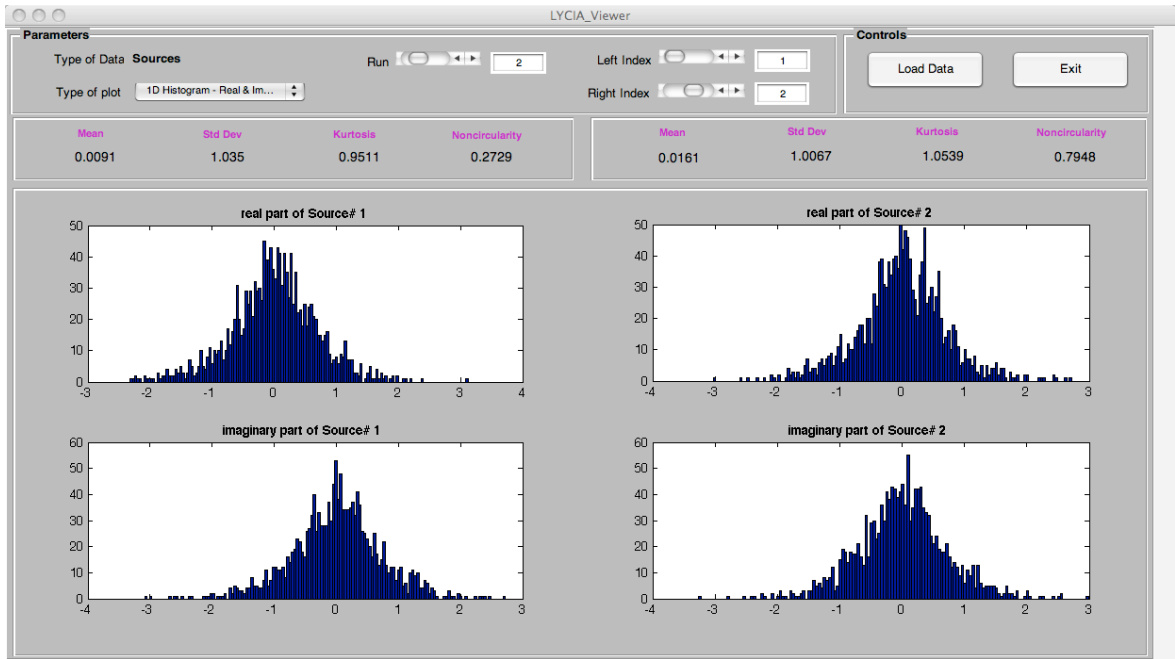 LYCIA_Viewer
Parameters
Type of Data Sources
Run 2
Left Index 1
Type of plot 1D Histogram - Real & Im...
Right Index 2
Controls
Load Data Exit
Mean Std Dev Kurtosis Noncircularity
0.0091 1.035 0.9511 0.2729
Mean Std Dev Kurtosis Noncircularity
0.0161 1.0067 1.0539 0.7948
real part of Source# 1
50
40
30
20
10
0
-3 -2 -1 0 1 2 3 4
real part of Source# 2
50
40
30
20
10
0
-4 -3 -2 -1 0 1 2 3
imaginary part of Source# 1
60
50
40
30
20
10
0
-4 -3 -2 -1 0 1 2 3
imaginary part of Source# 2
60
50
40
30
20
10
0
-4 -3 -2 -1 0 1 2 3